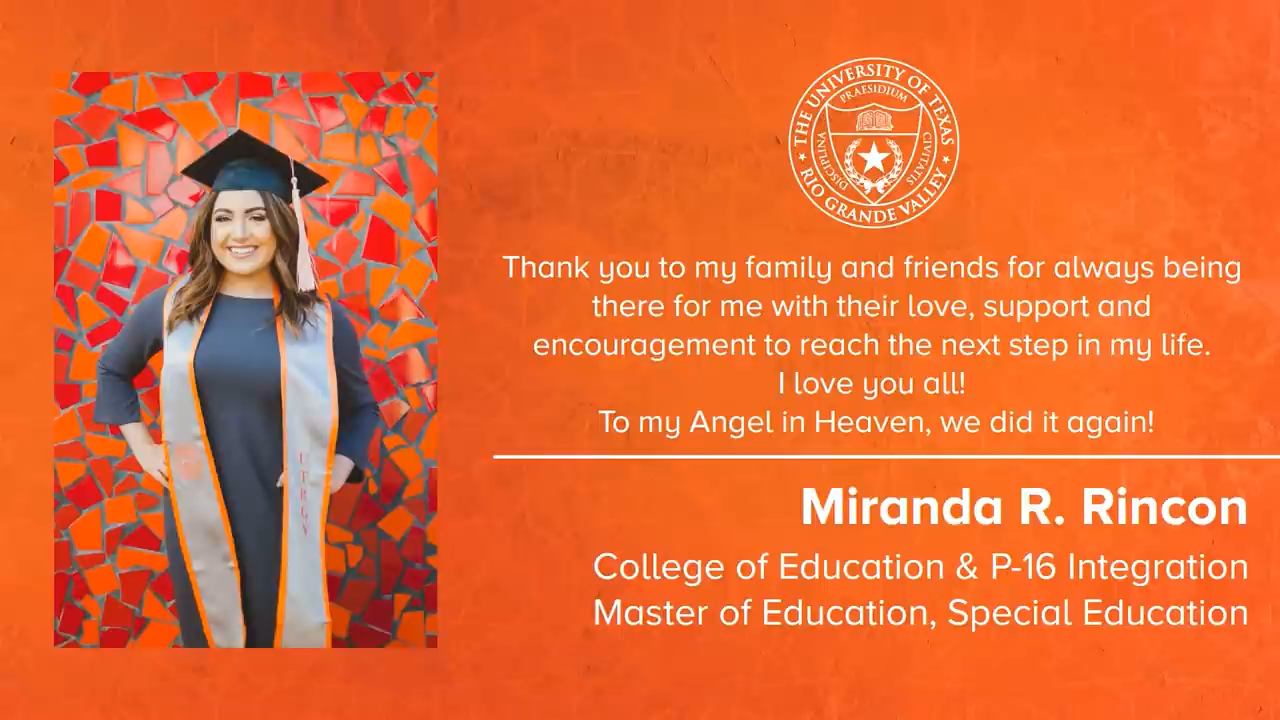 THE UNIVERSITY OF TEXAS
RIO GRANDE VALLEY
PRAESIDIUM
DISCIPLINA
CIVITATIS
Thank you to my family and friends for always being
there for me with their love, support and
encouragement to reach the next step in my life.
I love you all!
To my Angel in Heaven, we did it again!
UTRGV
Miranda R. Rincon
College of Education & P-16 Integration
Master of Education, Special Education